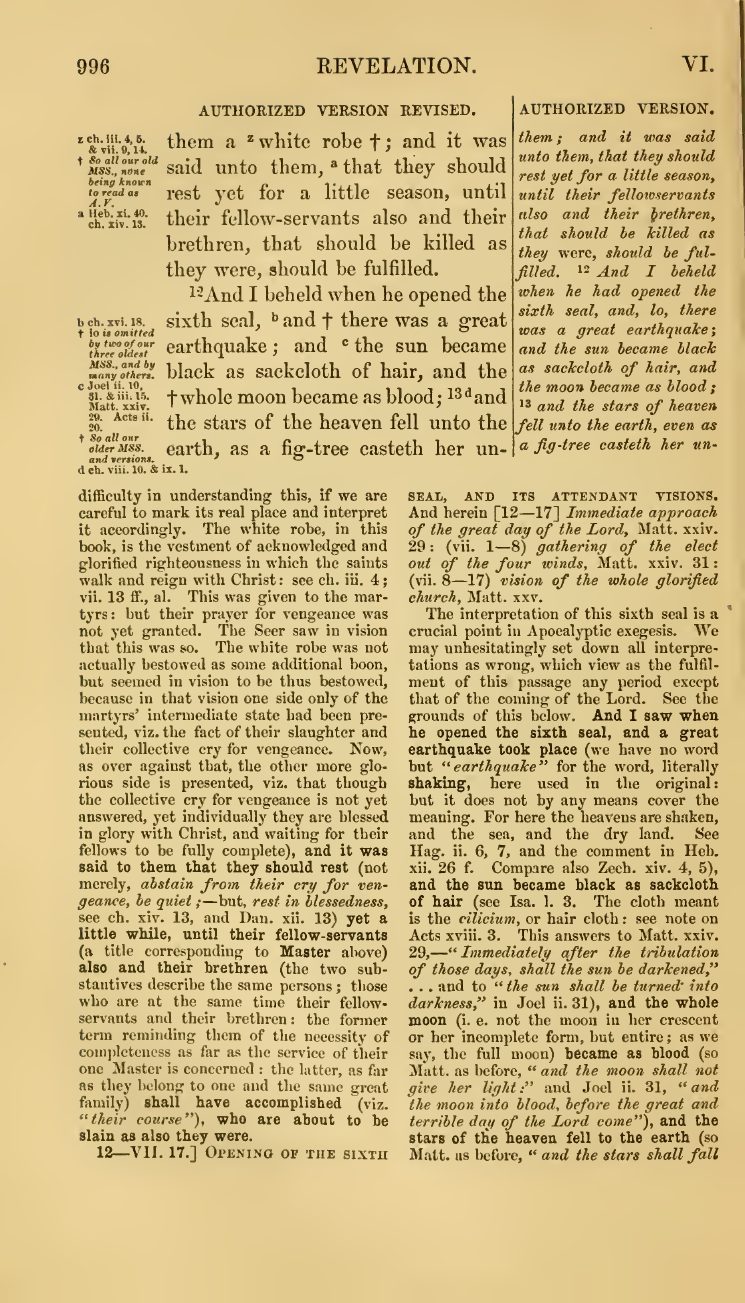 996
REVELATION.
VI.
AUTHORIZED VERSION REVISED.
z ch. iii. 4, 5.
& vii. 9, 14.
† So all our old
MSS., none
being known
to read as
A. V.
a Heb. xi. 40.
ch. xiv. 13.
them a z white robe †; and it was
said unto them, a that they should
rest yet for a little season, until
their fellow-servants also and their
brethren, that should be killed as
they were, should be fulfilled.
12 And I beheld when he opened the
b ch. xvi. 18.
† lo is omitted
by two of our
three oldest
MSS., and by
many others.
c Joel ii. 10,
31. & iii. 15.
Matt. xxiv.
29. Acts ii.
20.
† So all our
older MSS.
and versions.
d ch. viii. 10. & ix. 1.
sixth seal, b and † there was a great
earthquake; and c the sun became
black as sackcloth of hair, and the
† whole moon became as blood; 13 d and
the stars of the heaven fell unto the
earth, as a fig-tree casteth her un-
AUTHORIZED VERSION.
them; and it was said
unto them, that they should
rest yet for a little season,
until their fellowservants
also and their brethren,
that should be killed as
they were, should be ful-
filled. 12 And I beheld
when he had opened the
sixth seal, and, lo, there
was a great earthquake;
and the sun became black
as sackcloth of hair, and
the moon became as blood;
13 and the stars of heaven
fell unto the earth, even as
a fig-tree casteth her un-
difficulty in understanding this, if we are
careful to mark its real place and interpret
it accordingly. The white robe, in this
book, is the vestment of acknowledged and
glorified righteousness in which the saints
walk and reign with Christ: see ch. iii. 4;
vii. 13 ff., al. This was given to the mar-
tyrs: but their prayer for vengeance was
not yet granted. The Seer saw in vision
that this was so. The white robe was not
actually bestowed as some additional boon,
but seemed in vision to be thus bestowed,
because in that vision one side only of the
martyrs' intermediate state had been pre-
sented, viz. the fact of their slaughter and
their collective cry for vengeance. Now,
as over against that, the other more glo-
rious side is presented, viz. that though
the collective cry for vengeance is not yet
answered, yet individually they are blessed
in glory with Christ, and waiting for their
fellows to be fully complete), and it was
said to them that they should rest (not
merely, abstain from their cry for ven-
geance, be quiet;—but, rest in blessedness,
see ch. xiv. 13, and Dan. xii. 13) yet a
little while, until their fellow-servants
(a title corresponding to Master above)
also and their brethren (the two sub-
stantives describe the same persons; those
who are at the same time their fellow-
servants and their brethren: the former
term reminding them of the necessity of
completeness as far as the service of their
one Master is concerned: the latter, as far
as they belong to one and the same great
family) shall have accomplished (viz.
"their course"), who are about to be
slain as also they were.
12—VII. 17.] OPENING OF THE SIXTH
SEAL, AND ITS ATTENDANT VISIONS.
And herein [12—17] Immediate approach
of the great day of the Lord, Matt. xxiv.
29: (vii. 1—8) gathering of the elect
out of the four winds, Matt. xxiv. 31:
(vii. 8—17) vision of the whole glorified
church, Matt. xxv.
The interpretation of this sixth seal is a
crucial point in Apocalyptic exegesis. We
may unhesitatingly set down all interpre-
tations as wrong, which view as the fulfil-
ment of this passage any period except
that of the coming of the Lord. See the
grounds of this below. And I saw when
he opened the sixth seal, and a great
earthquake took place (we have no word
but "earthquake" for the word, literally
shaking, here used in the original:
but it does not by any means cover the
meaning. For here the heavens are shaken,
and the sea, and the dry land. See
Hag. ii. 6, 7, and the comment in Heb.
xii. 26 f. Compare also Zech. xiv. 4, 5),
and the sun became black as sackcloth
of hair (see Isa. l. 3. The cloth meant
is the cilicium, or hair cloth: see note on
Acts xviii. 3. This answers to Matt. xxiv.
29,—"Immediately after the tribulation
of those days, shall the sun be darkened,"
... and to "the sun shall be turned into
darkness," in Joel ii. 31), and the whole
moon (i. e. not the moon in her crescent
or her incomplete form, but entire; as we
say, the full moon) became as blood (so
Matt. as before, "and the moon shall not
give her light:" and Joel ii. 31, "and
the moon into blood, before the great and
terrible day of the Lord come"), and the
stars of the heaven fell to the earth (so
Matt. as before, "and the stars shall fall